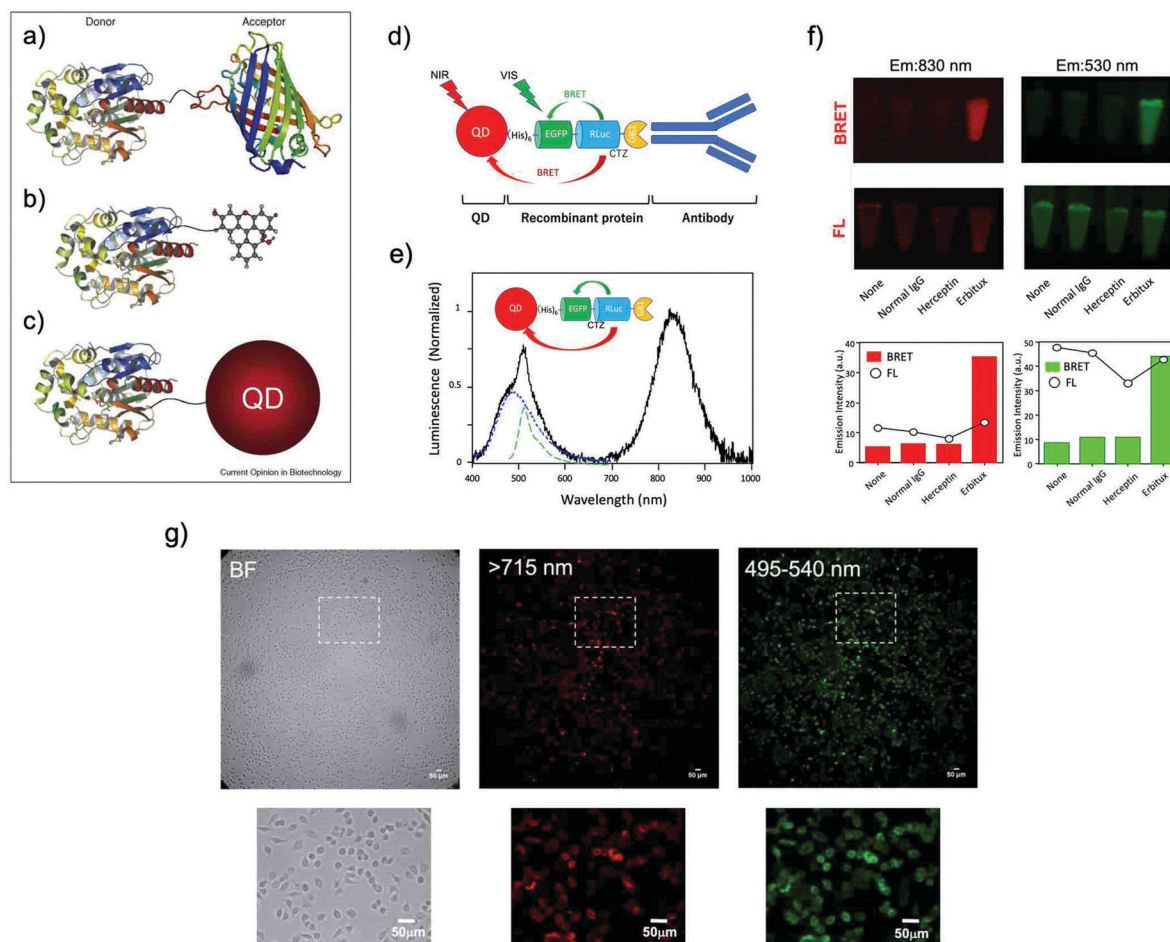 a)
Donor
Acceptor
b)
c)
QD
Current Opinion in Biotechnology
d)
NIR
VIS
BRET
QD
(His)6
EGFP
RLuc
GB1
CTZ
BRET
QD
Recombinant protein
Antibody
e)
Luminescence (Normalized)
1
0.5
0
QD
(His)6
EGFP
RLuc
GB1
CTZ
400
500
600
700
800
900
1000
Wavelength (nm)
f)
Em:830 nm
Em:530 nm
BRET
FL
None
Normal IgG
Herceptin
Erbitux
None
Normal IgG
Herceptin
Erbitux
Emission Intensity (a.u.)
40
30
20
10
0
BRET
FL
None
Normal IgG
Herceptin
Erbitux
Emission Intensity (a.u.)
50
40
30
20
10
0
BRET
FL
None
Normal IgG
Herceptin
Erbitux
g)
BF
50 µm
>715 nm
50 µm
495-540 nm
50 µm
50µm
50µm
50µm